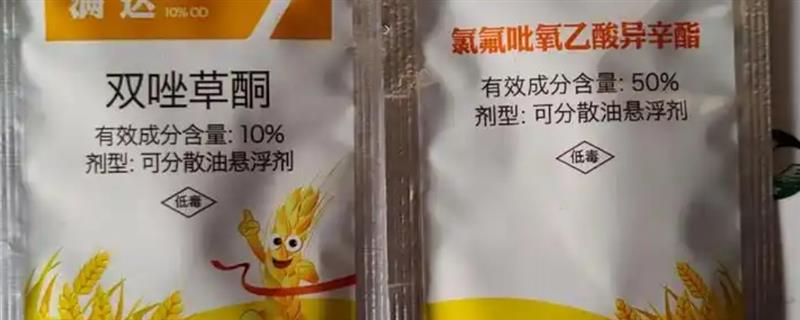 满达 10% OD
双唑草酮
有效成分含量: 10%
剂型: 可分散油悬浮剂
低毒
氯氟吡氧乙酸异辛酯
有效成分含量: 50%
剂型: 可分散油悬浮剂
低毒